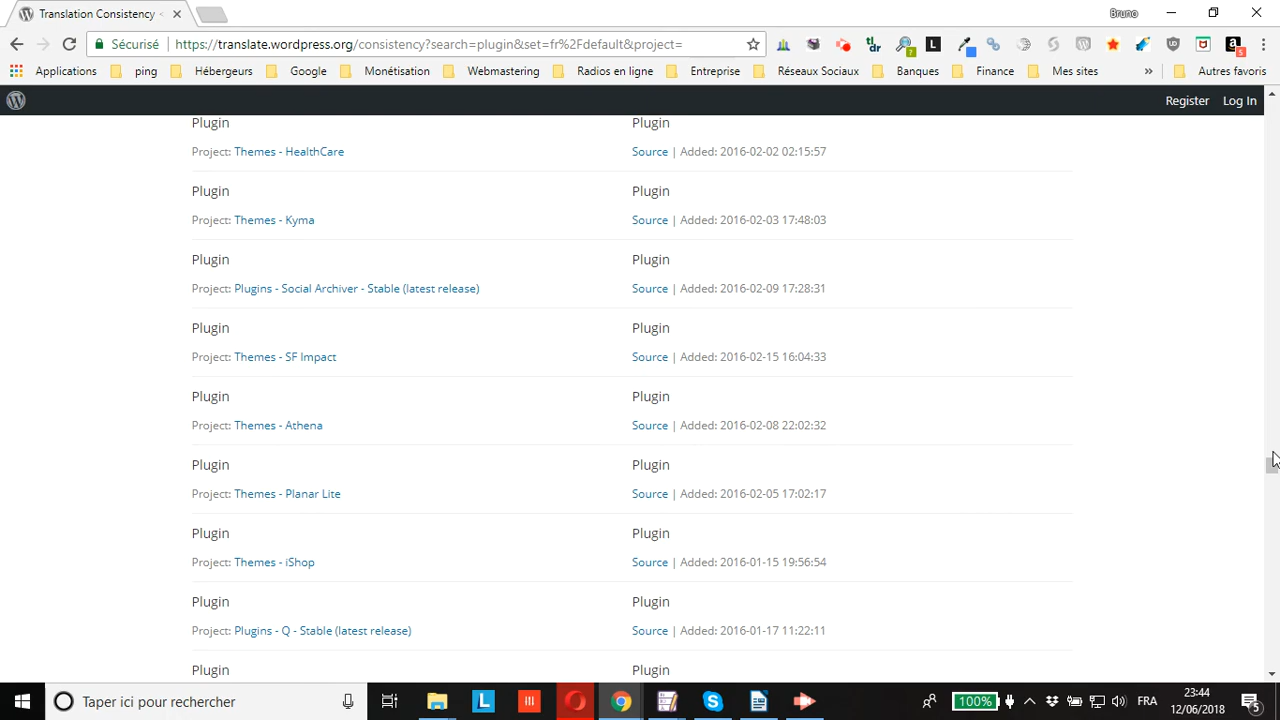 Translation Consistency <
Bruno
Sécurisé https://translate.wordpress.org/consistency?search=plugin&set=fr%2Fdefault&project=
Applications ping Hébergeurs Google Monétisation Webmastering Radios en ligne Entreprise Réseaux Sociaux Banques Finance Mes sites » Autres favoris
Register Log In
Plugin Plugin
Project: Themes - HealthCare Source | Added: 2016-02-02 02:15:57
Plugin Plugin
Project: Themes - Kyma Source | Added: 2016-02-03 17:48:03
Plugin Plugin
Project: Plugins - Social Archiver - Stable (latest release) Source | Added: 2016-02-09 17:28:31
Plugin Plugin
Project: Themes - SF Impact Source | Added: 2016-02-15 16:04:33
Plugin Plugin
Project: Themes - Athena Source | Added: 2016-02-08 22:02:32
Plugin Plugin
Project: Themes - Planar Lite Source | Added: 2016-02-05 17:02:17
Plugin Plugin
Project: Themes - iShop Source | Added: 2016-01-15 19:56:54
Plugin Plugin
Project: Plugins - Q - Stable (latest release) Source | Added: 2016-01-17 11:22:11
Plugin Plugin
Taper ici pour rechercher
100% FRA
23:44
12/06/2018
5